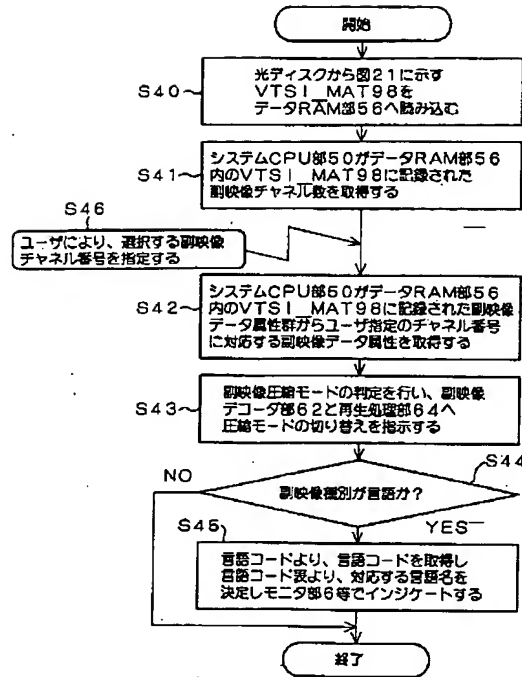 開始
S40
光ディスクから図21に示す
VTSI_MAT98を
データRAM部56へ読み込む
S41
システムCPU部50がデータRAM部56
内のVTSI_MAT98に記録された
副映像チャネル数を取得する
S46
ユーザにより、選択する副映像
チャネル番号を指定する
S42
システムCPU部50がデータRAM部56
内のVTSI_MAT98に記録された副映像
データ属性群からユーザ指定のチャネル番号
に対応する副映像データ属性を取得する
S43
副映像圧縮モードの判定を行い、副映像
デコーダ部62と再生処理部64へ
圧縮モードの切り替えを指示する
S44
副映像種別が言語か?
NO
YES
S45
言語コードより、言語コードを取得し
言語コード表より、対応する言語名を
決定しモニタ部6等でインジケートする
終了